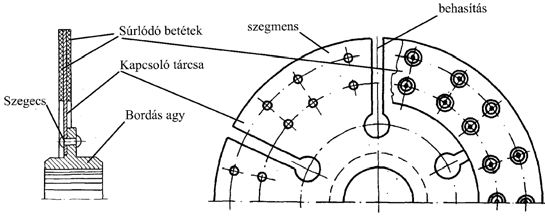 behasítás
szegmens
Súrlódó betétek
Kapcsoló tárcsa
Szegecs
Bordás agy